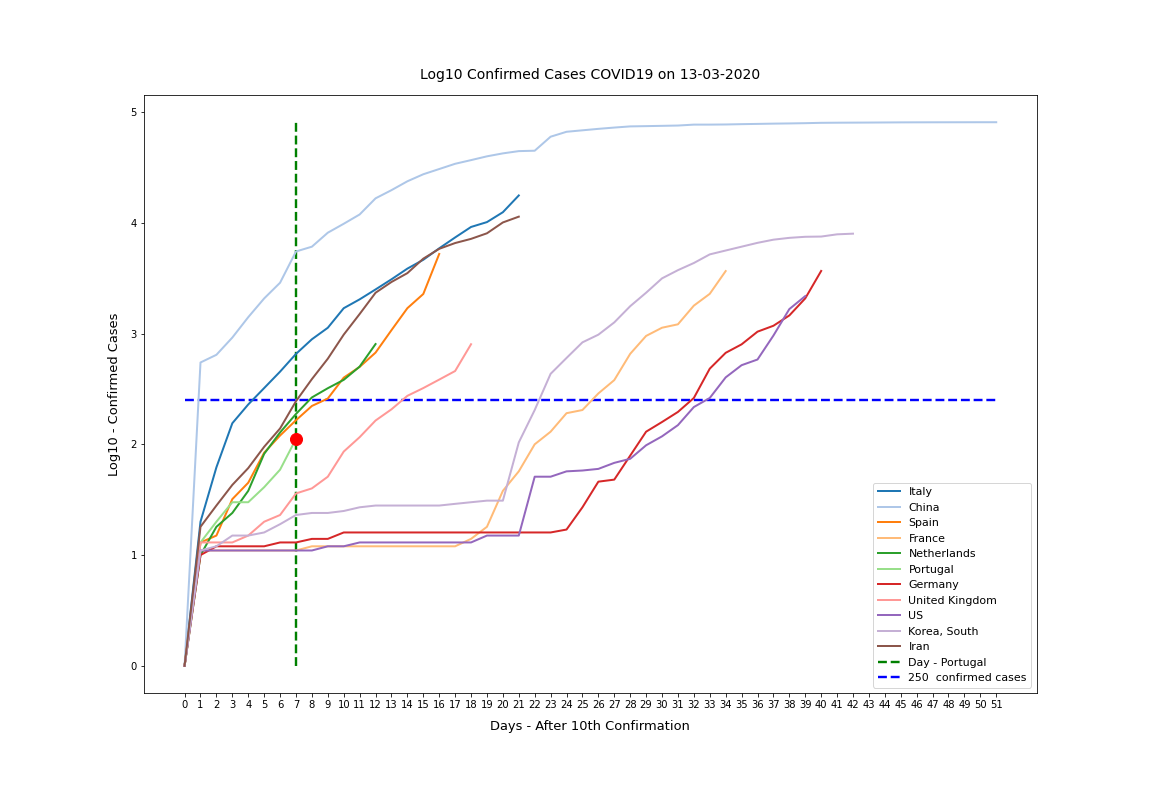 Log10 Confirmed Cases COVID19 on 13-03-2020
5
4
3
2
1
0
Log10 - Confirmed Cases
Italy
China
Spain
France
Netherlands
Portugal
Germany
United Kingdom
US
Korea, South
Iran
Day - Portugal
250  confirmed cases
0 1 2 3 4 5 6 7 8 9 10 11 12 13 14 15 16 17 18 19 20 21 22 23 24 25 26 27 28 29 30 31 32 33 34 35 36 37 38 39 40 41 42 43 44 45 46 47 48 49 50 51
Days - After 10th Confirmation